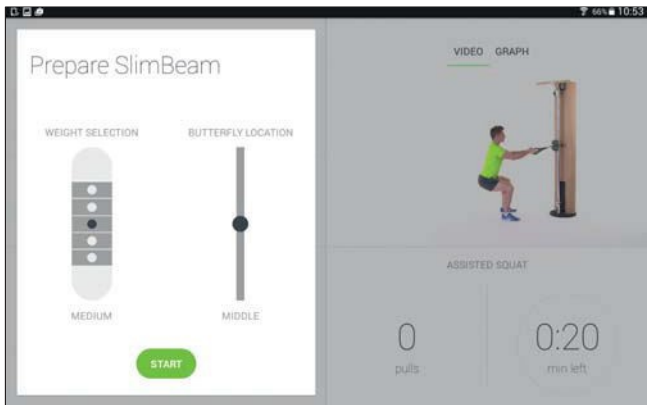 66% 10:53
Prepare SlimBeam
VIDEO GRAPH
WEIGHT SELECTION
BUTTERFLY LOCATION
MEDIUM
MIDDLE
START
ASSISTED SQUAT
0
pulls
0:20
min left